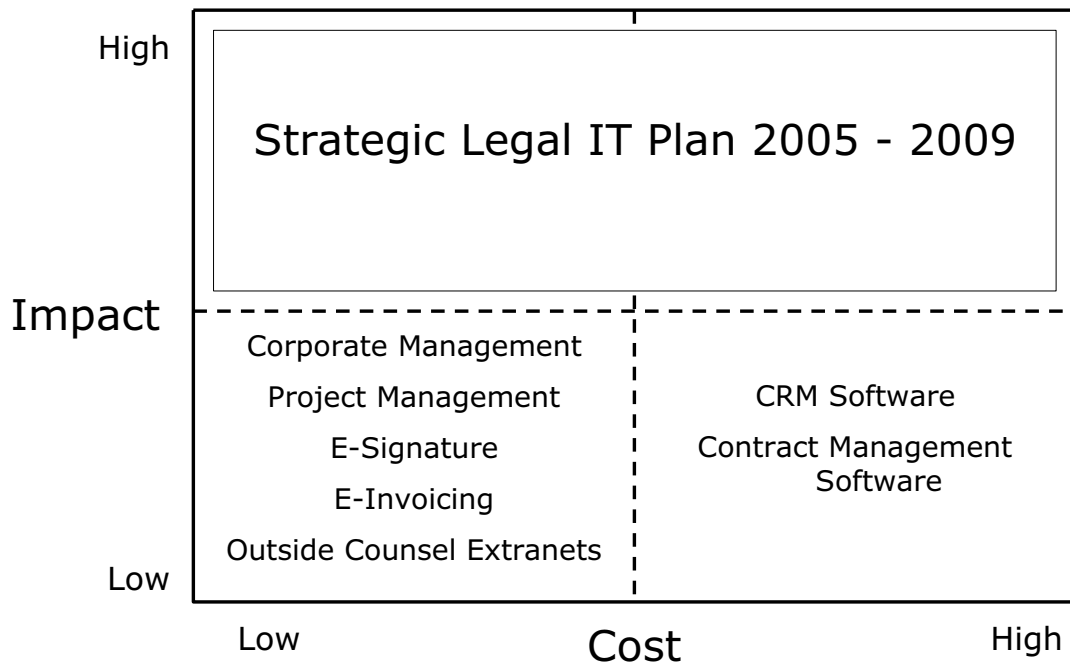 High
Strategic Legal IT Plan 2005 - 2009
Impact
Corporate Management
Project Management
E-Signature
E-Invoicing
Outside Counsel Extranets
CRM Software
Contract Management
Software
Low
Low
Cost
High